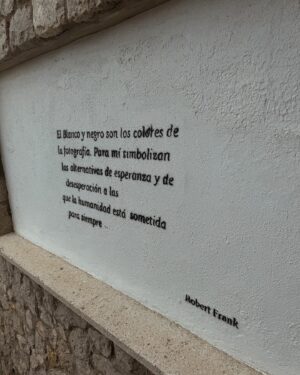 El Blanco y negro son los colores de
la fotografía. Para mí simbolizan
las alternativas de esperanza y de
desesperación a las
que la humanidad está sometida
para siempre ..
Robert Frank